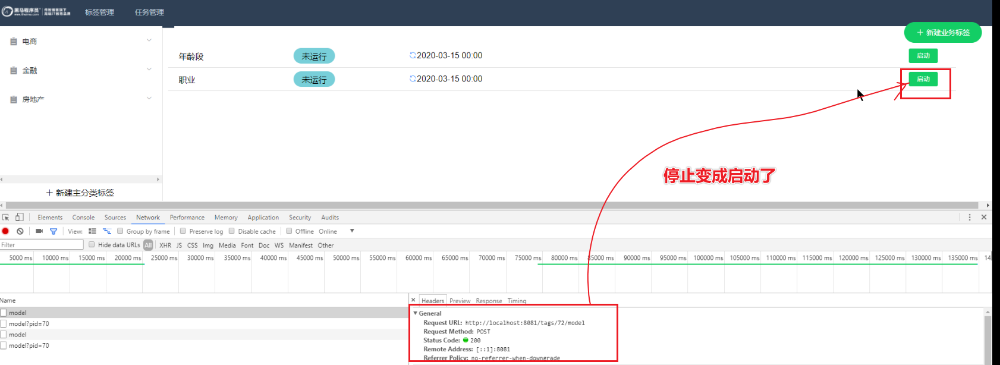 黑马程序员 标签管理 任务管理
电商
金融
房地产
+ 新建主分类标签
+ 新建业务标签
年龄段 未运行 2020-03-15 00:00 启动
职业 未运行 2020-03-15 00:00 启动
停止变成启动了
Elements Console Sources Network Performance Memory Application Security Audits
View: Group by frame Preserve log Disable cache Offline Online
Filter Hide data URLs All XHR JS CSS Img Media Font Doc WS Manifest Other
5000 ms 10000 ms 15000 ms 20000 ms 25000 ms 30000 ms 35000 ms 40000 ms 45000 ms 50000 ms 55000 ms 60000 ms 65000 ms 70000 ms 75000 ms 80000 ms 85000 ms 90000 ms 95000 ms 100000 ms 105000 ms 110000 ms 115000 ms 120000 ms 125000 ms 130000 ms 135000 ms 14
Name
model
model?pid=70
model
model?pid=70
Headers Preview Response Timing
General
Request URL: http://localhost:8081/tags/72/model
Request Method: POST
Status Code: 200
Remote Address: [::1]:8081
Referrer Policy: no-referrer-when-downgrade